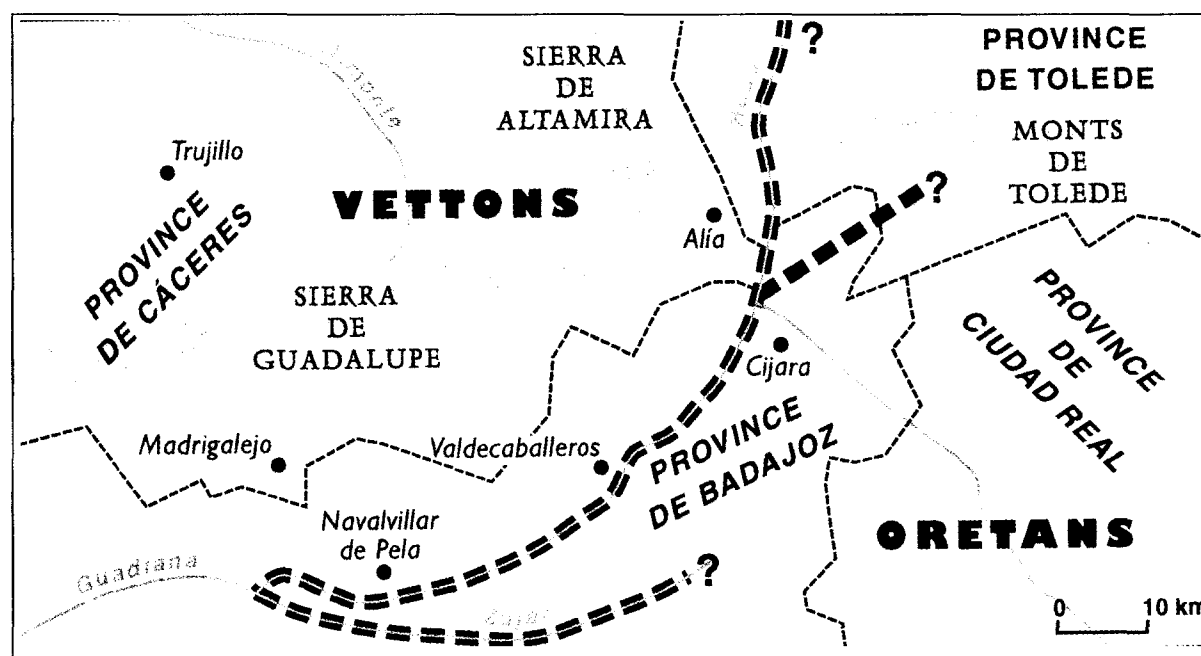 SIERRA
DE
ALTAMIRA
?
PROVINCE
DE TOLEDE
MONTS
DE
TOLEDE
Trujillo
VETTONS
?
Alía
PROVINCE
DE CÁCERES
SIERRA
DE
GUADALUPE
PROVINCE
DE
CIUDAD REAL
Cijara
Madrigalejo
Valdecaballeros
PROVINCE
DE BADAJOZ
Navalvillar
de Pela
ORETANS
Guadiana
?
0 10 km